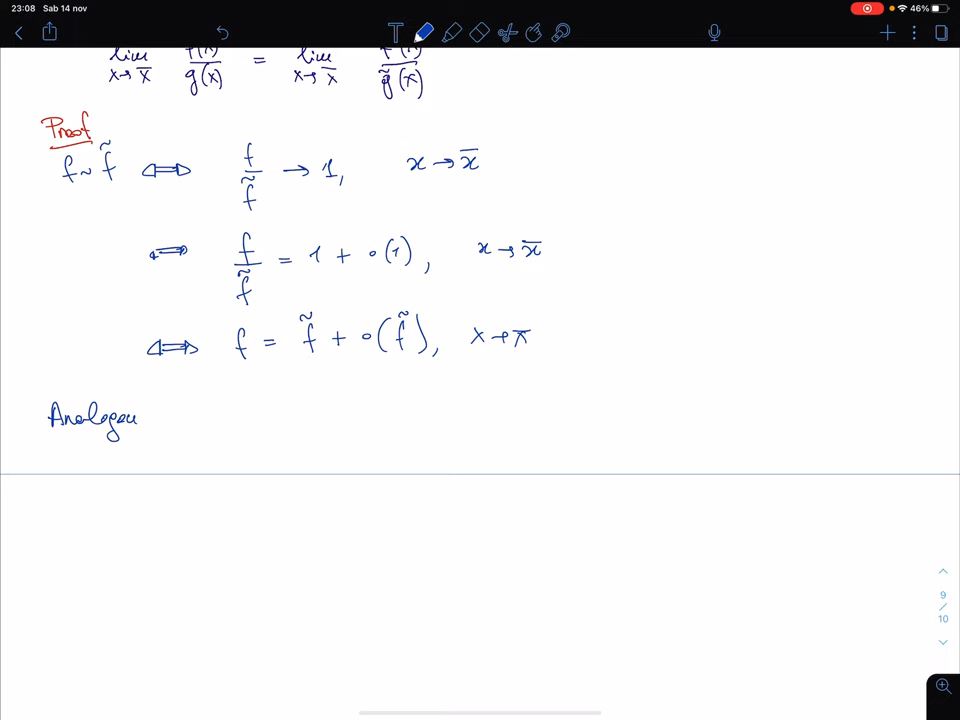 23:08 Sab 14 nov 46%
lim x→x̄ f(x)/g(x) = lim x→x̄ f̃(x)/g̃(x)
Proof
f ~ f̃ ⟺ f/f̃ → 1, x → x̄
⟺ f/f̃ = 1 + o(1), x → x̄
⟺ f = f̃ + o(f̃), x → x̄
Analogou
9
/
10